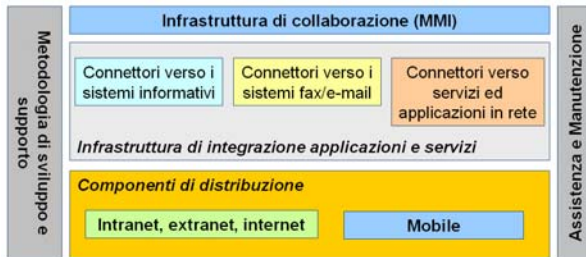 Metodologia di sviluppo e
supporto
Infrastruttura di collaborazione (MMI)
Connettori verso i
sistemi informativi
Connettori verso i
sistemi fax/e-mail
Connettori verso
servizi ed
applicazioni in rete
Infrastruttura di integrazione applicazioni e servizi
Componenti di distribuzione
Intranet, extranet, internet
Mobile
Assistenza e Manutenzione